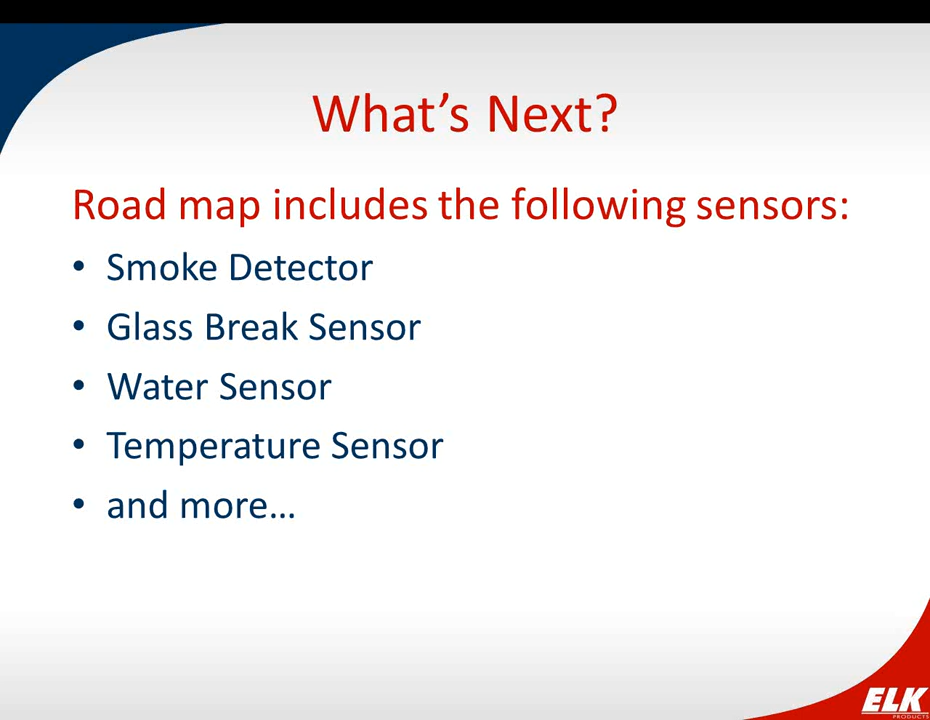 What’s Next?
Road map includes the following sensors:
• Smoke Detector
• Glass Break Sensor
• Water Sensor
• Temperature Sensor
• and more…
ELK
PRODUCTS